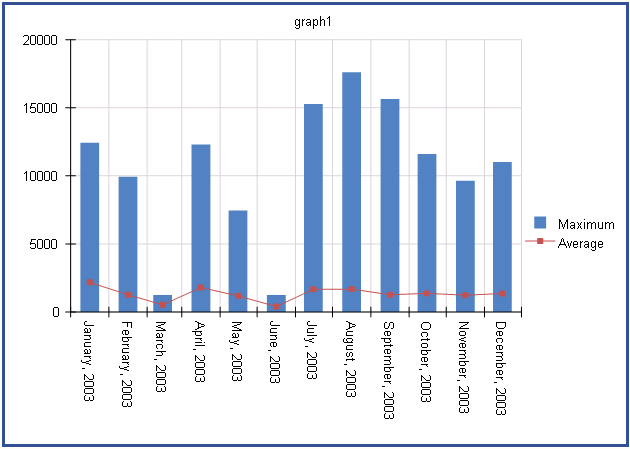 graph1
20000
15000
10000
5000
0
January, 2003
February, 2003
March, 2003
April, 2003
May, 2003
June, 2003
July, 2003
August, 2003
September, 2003
October, 2003
November, 2003
December, 2003
Maximum
Average